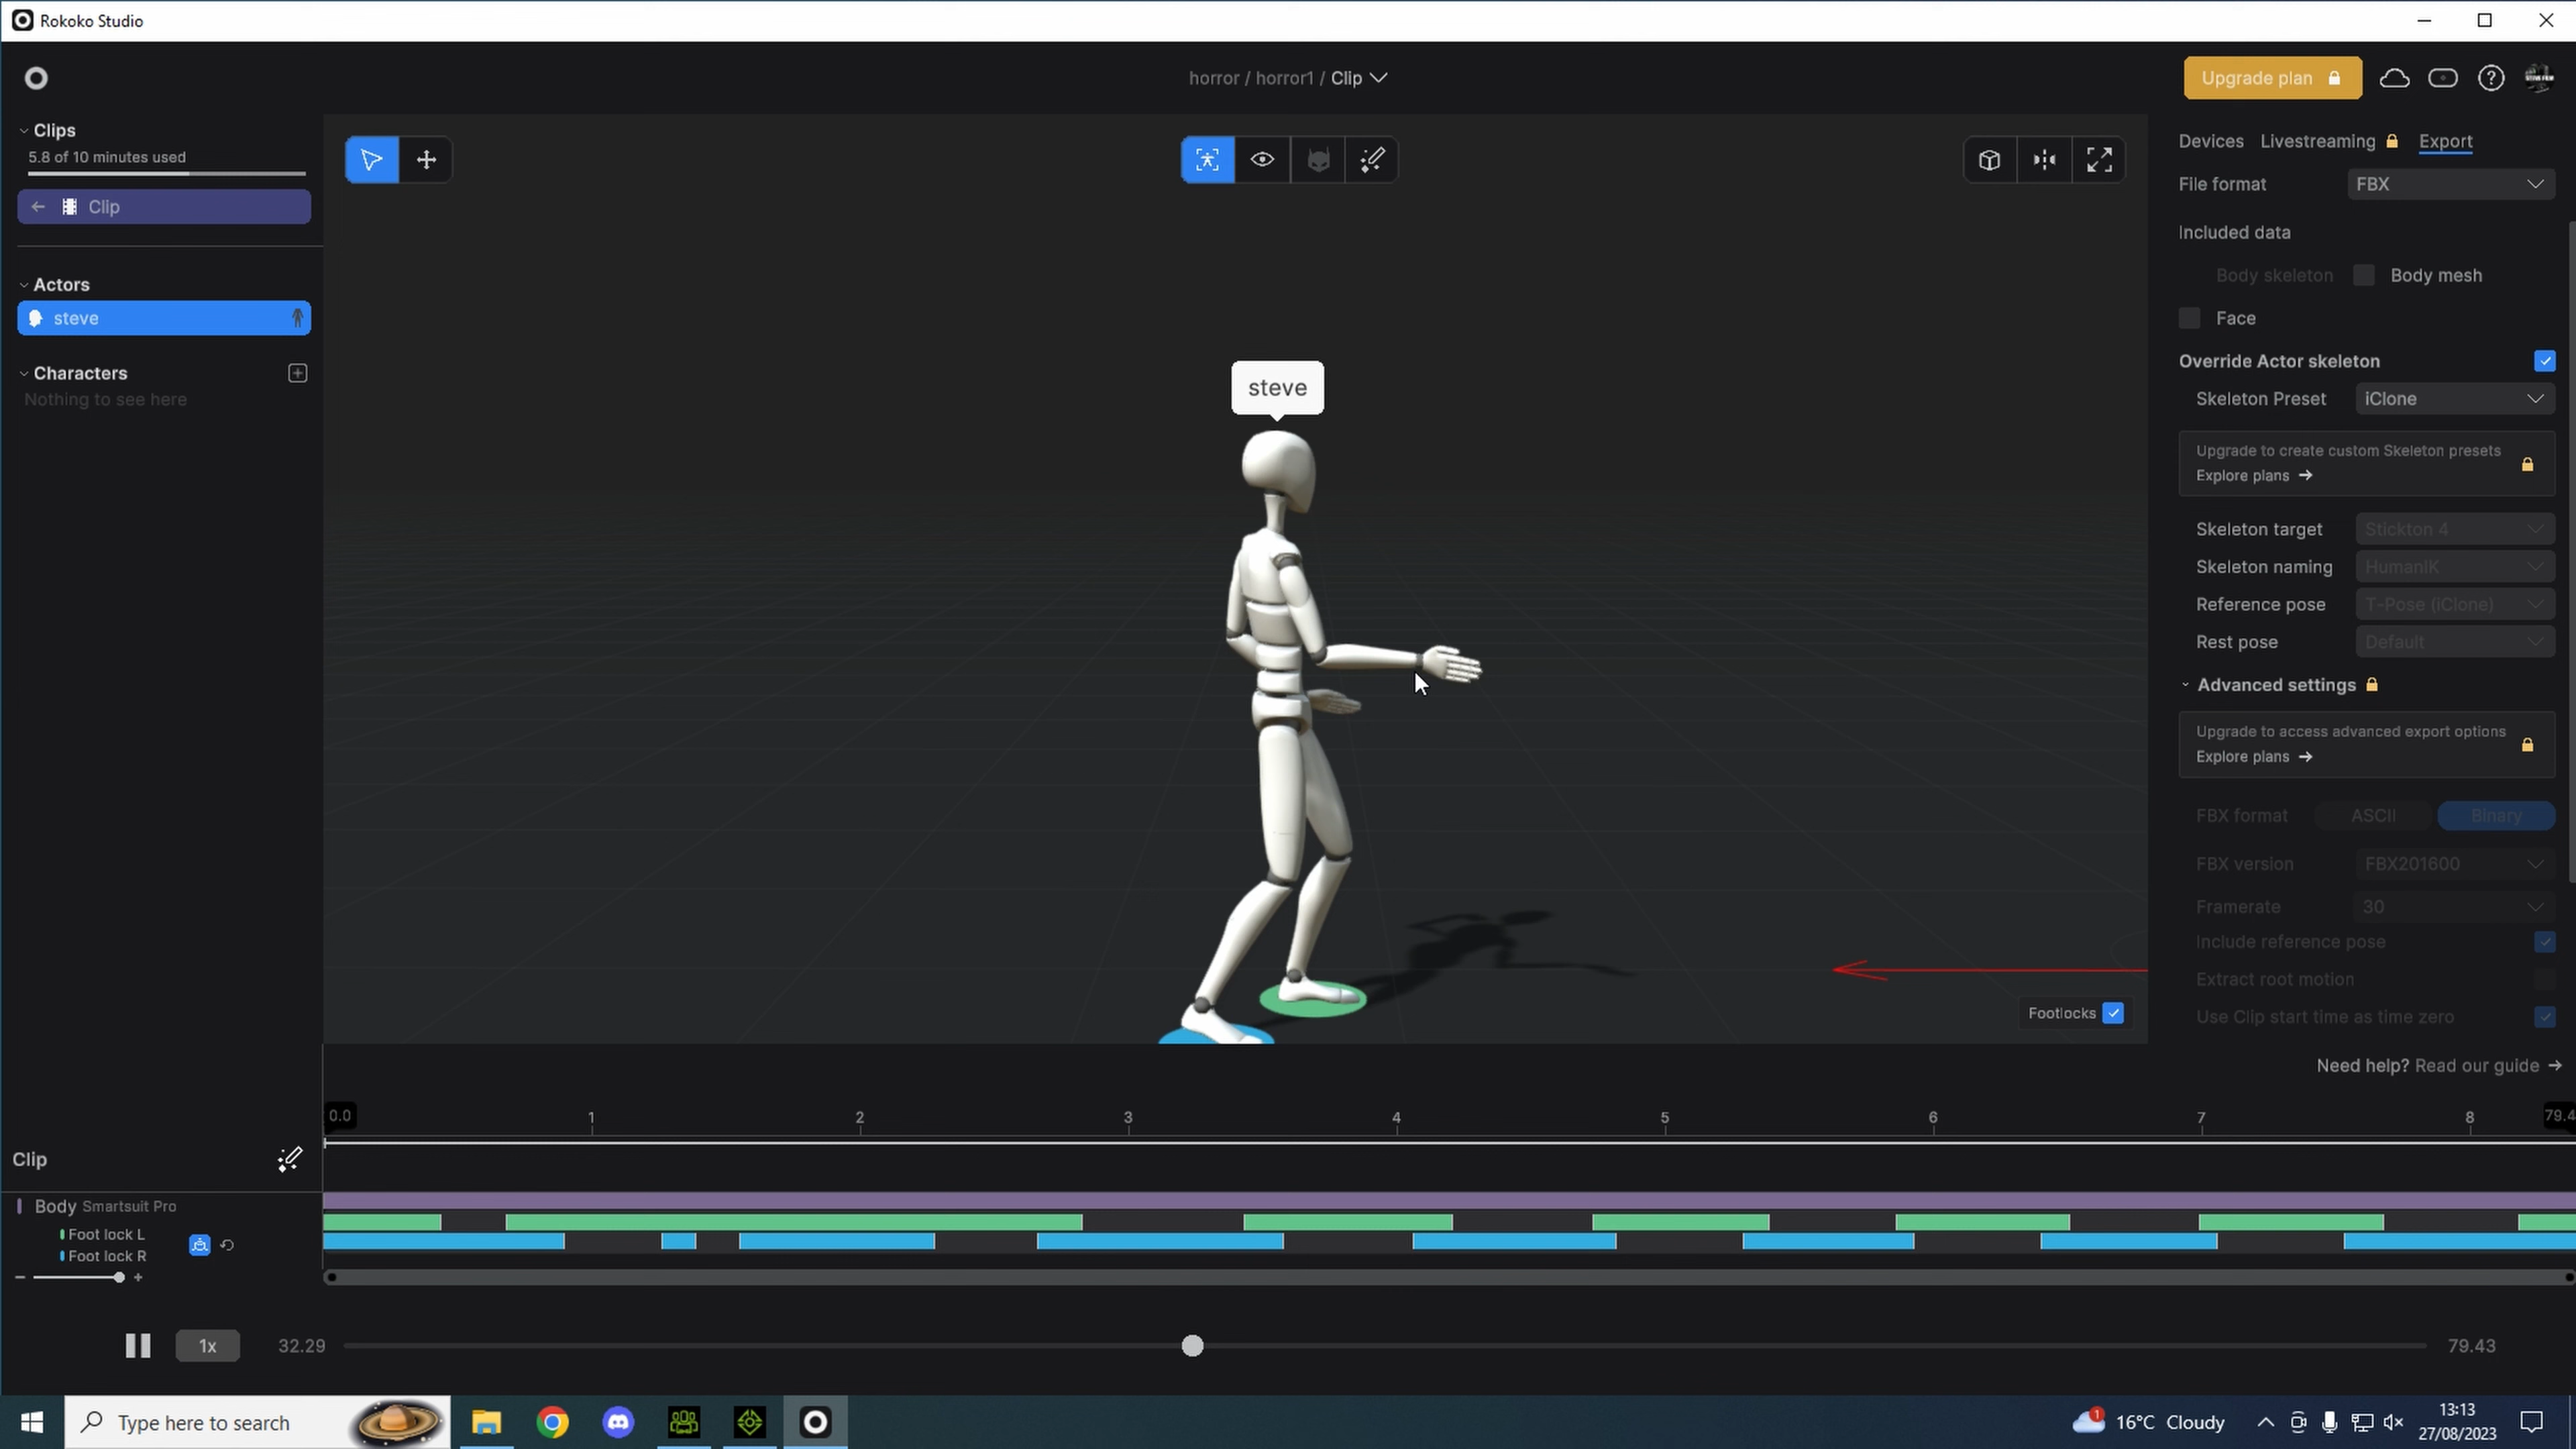 Rokoko Studio
horror / horror1 / Clip
Upgrade plan
Clips
5.8 of 10 minutes used
Clip
Actors
steve
Characters
Nothing to see here
steve
Footlocks
Devices Livestreaming Export
File format FBX
Included data
Body skeleton Body mesh
Face
Override Actor skeleton
Skeleton Preset iClone
Upgrade to create custom Skeleton presets
Explore plans →
Skeleton target Stickton 4
Skeleton naming HumanIK
Reference pose T-Pose (iClone)
Rest pose Default
Advanced settings
Upgrade to access advanced export options
Explore plans →
FBX format ASCII Binary
FBX version FBX201600
Framerate 30
Include reference pose
Extract root motion
Use Clip start time as time zero
Need help? Read our guide →
0.0 1 2 3 4 5 6 7 8 79.4
Clip
Body Smartsuit Pro
Foot lock L
Foot lock R
1x 32.29 79.43
Type here to search
1 16°C Cloudy
13:13
27/08/2023